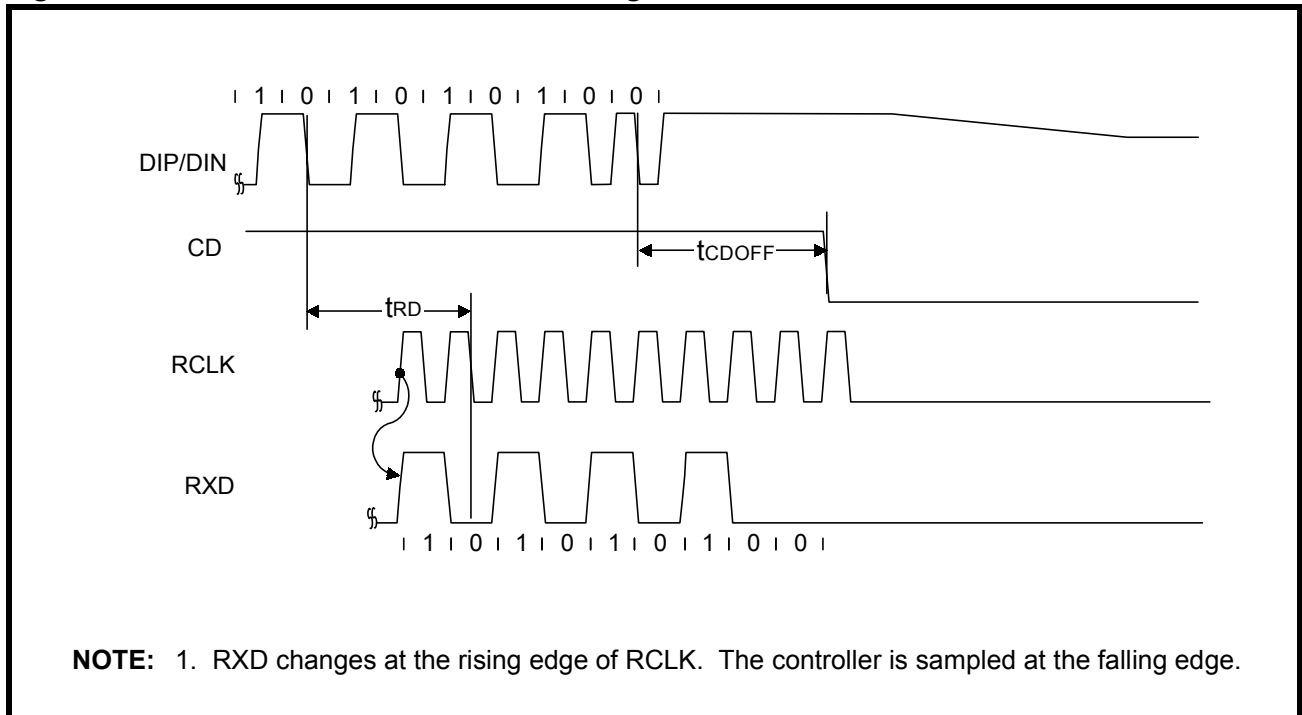 1 0 1 0 1 0 1 0 0
DIP/DIN
CD
tCDOFF
tRD
RCLK
RXD
1 0 1 0 1 0 1 0 0
NOTE: 1. RXD changes at the rising edge of RCLK. The controller is sampled at the falling edge.